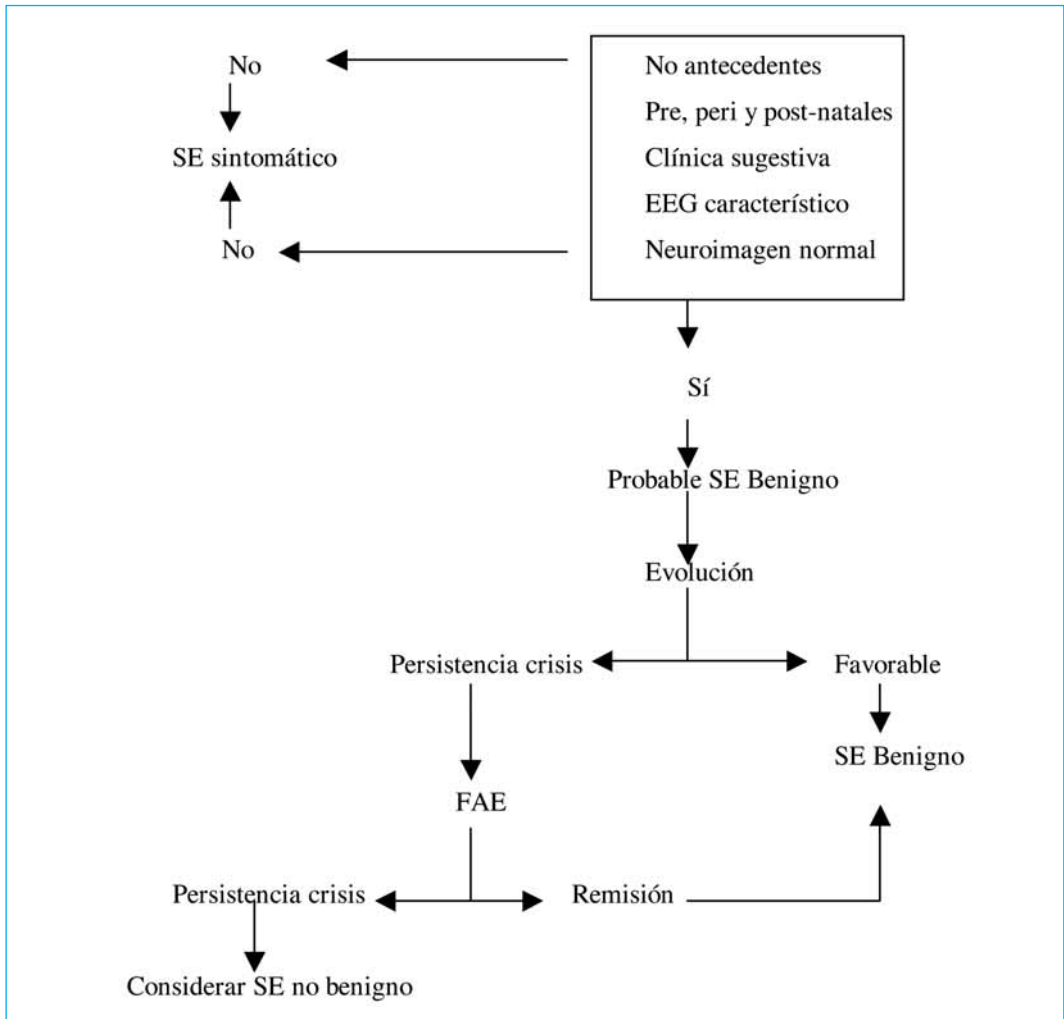 No
No antecedentes
Pre, peri y post-natales
SE sintomático
Clínica sugestiva
EEG característico
No
Neuroimagen normal
Sí
Probable SE Benigno
Evolución
Persistencia crisis
Favorable
SE Benigno
FAE
Persistencia crisis
Remisión
Considerar SE no benigno